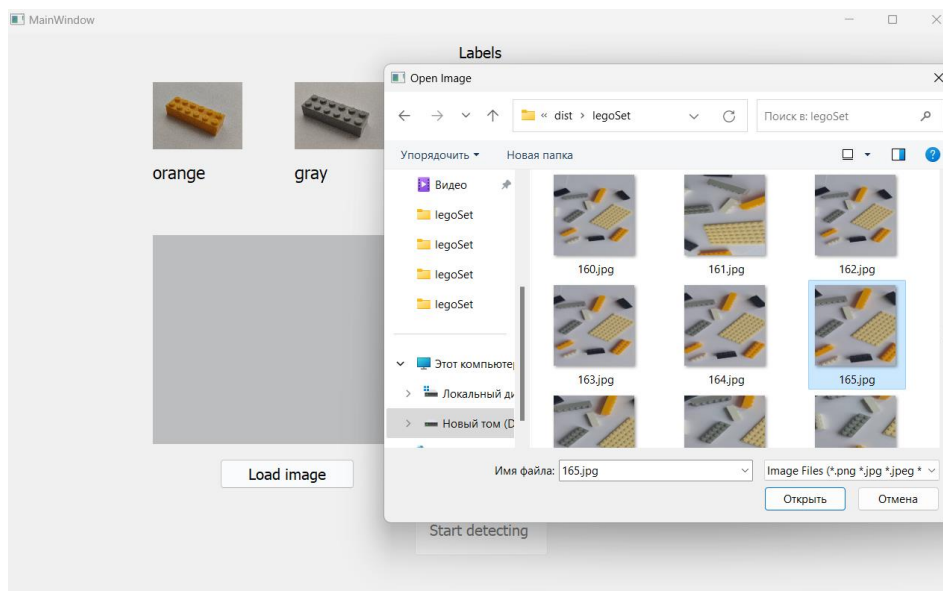 MainWindow
Labels
Open Image
« dist › legoSet
Поиск в: legoSet
Упорядочить
Новая папка
orange
gray
Видео
legoSet
legoSet
legoSet
legoSet
Этот компьюте
Локальный ди
Новый том (D
160.jpg
161.jpg
162.jpg
163.jpg
164.jpg
165.jpg
Load image
Имя файла: 165.jpg
Image Files (*.png *.jpg *.jpeg *
Открыть
Отмена
Start detecting